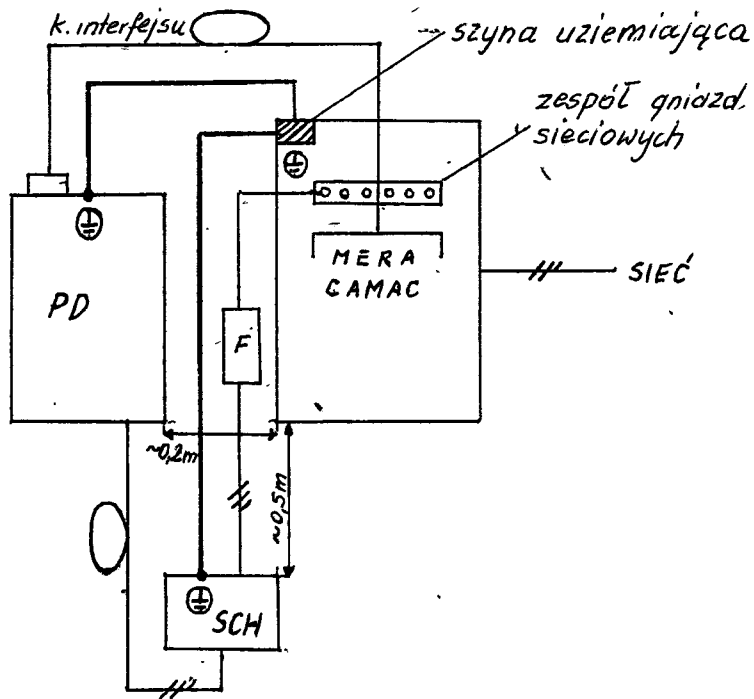 k. interfejsu
szyna uziemiająca
zespół gniazd.
sieciowych
MERA
CAMAC
SIEĆ
PD
F
~0,2m
~0,5m
SCH